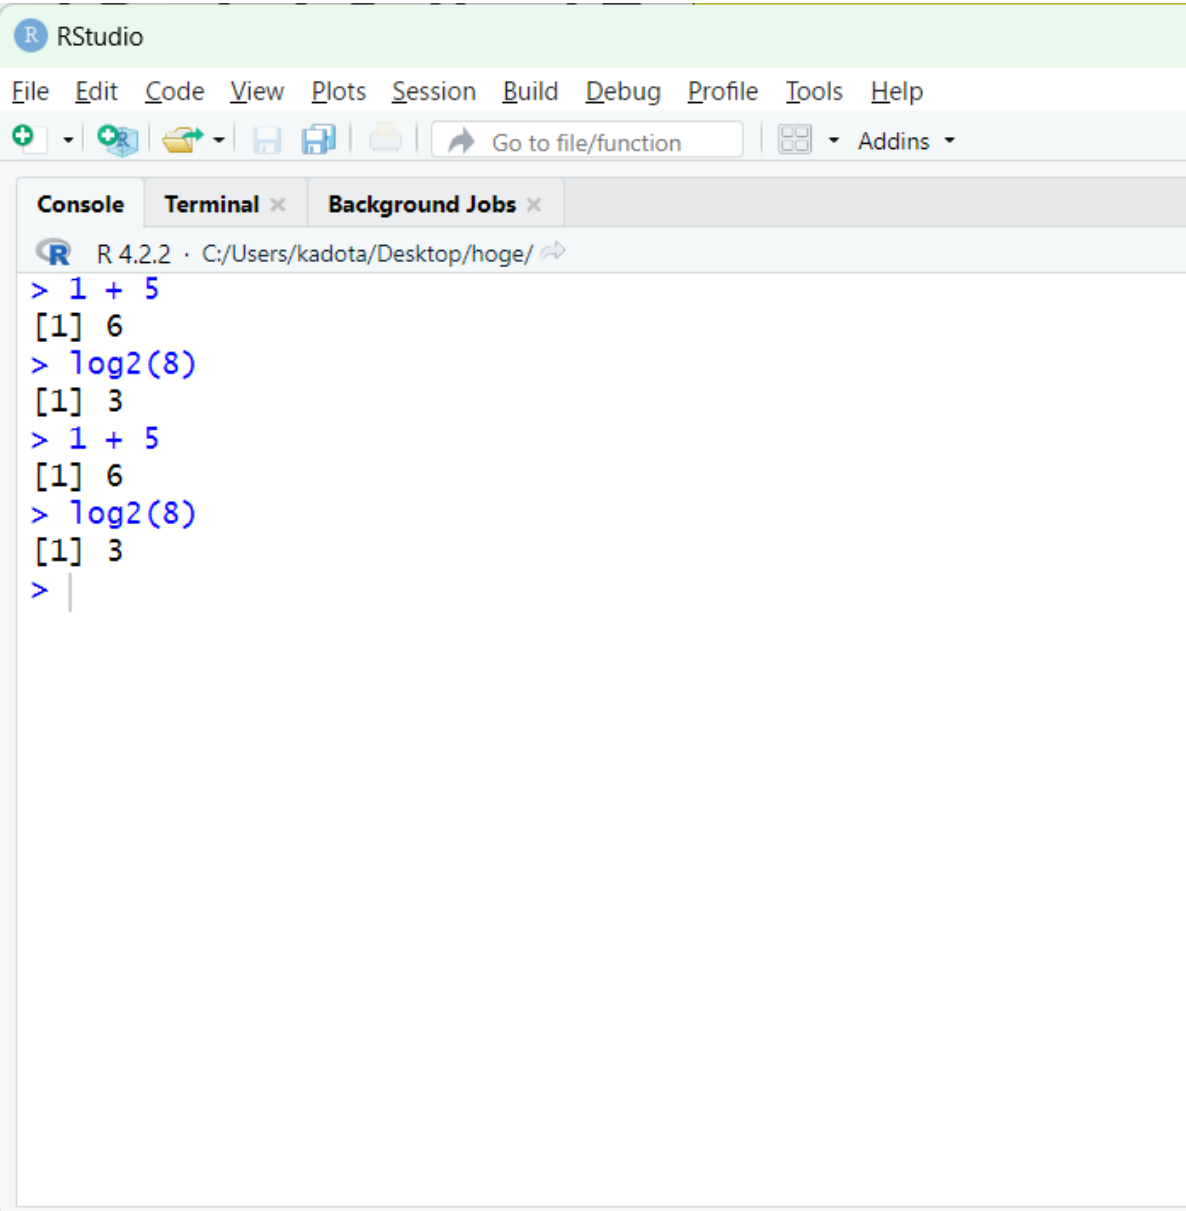 R RStudio
File Edit Code View Plots Session Build Debug Profile Tools Help
Go to file/function Addins
Console Terminal × Background Jobs ×
R R 4.2.2 · C:/Users/kadota/Desktop/hoge/
> 1 + 5
[1] 6
> log2(8)
[1] 3
> 1 + 5
[1] 6
> log2(8)
[1] 3
>